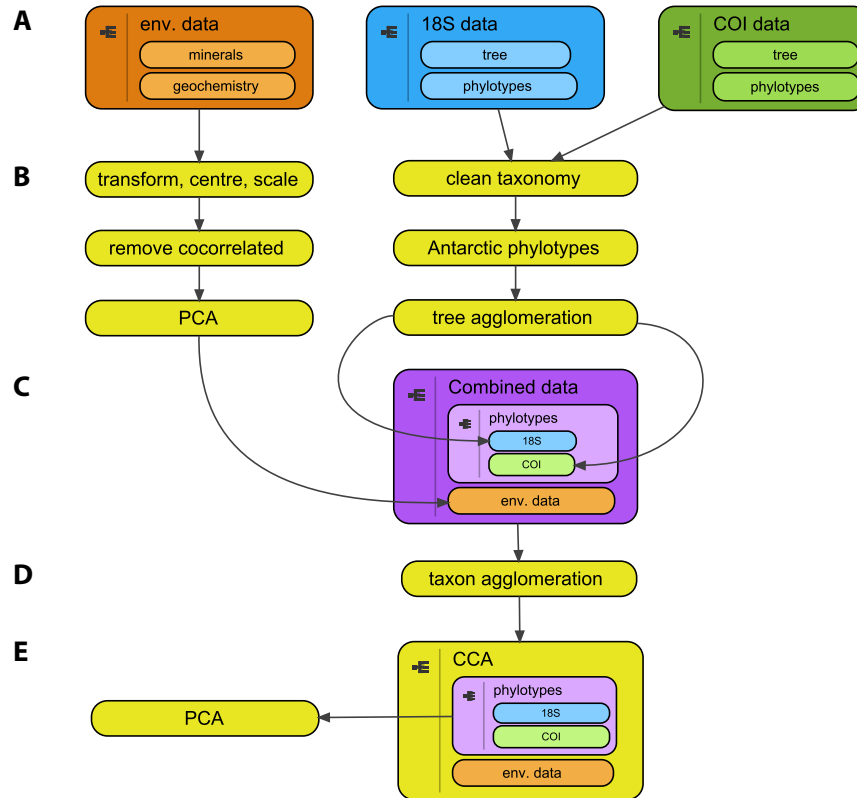 A
env. data
minerals
geochemistry
18S data
tree
phylotypes
COI data
tree
phylotypes
B
transform, centre, scale
clean taxonomy
remove cocorrelated
Antarctic phylotypes
PCA
tree agglomeration
C
Combined data
phylotypes
18S
COI
env. data
D
taxon agglomeration
E
CCA
phylotypes
18S
COI
env. data
PCA